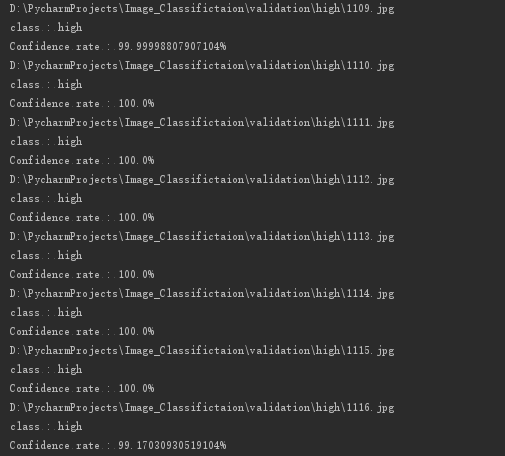 D:\PycharmProjects\Image_Classifictaion\validation\high\1109.jpg
class : high
Confidence rate : 99.99998807907104%
D:\PycharmProjects\Image_Classifictaion\validation\high\1110.jpg
class : high
Confidence rate : 100.0%
D:\PycharmProjects\Image_Classifictaion\validation\high\1111.jpg
class : high
Confidence rate : 100.0%
D:\PycharmProjects\Image_Classifictaion\validation\high\1112.jpg
class : high
Confidence rate : 100.0%
D:\PycharmProjects\Image_Classifictaion\validation\high\1113.jpg
class : high
Confidence rate : 100.0%
D:\PycharmProjects\Image_Classifictaion\validation\high\1114.jpg
class : high
Confidence rate : 100.0%
D:\PycharmProjects\Image_Classifictaion\validation\high\1115.jpg
class : high
Confidence rate : 100.0%
D:\PycharmProjects\Image_Classifictaion\validation\high\1116.jpg
class : high
Confidence rate : 99.17030930519104%